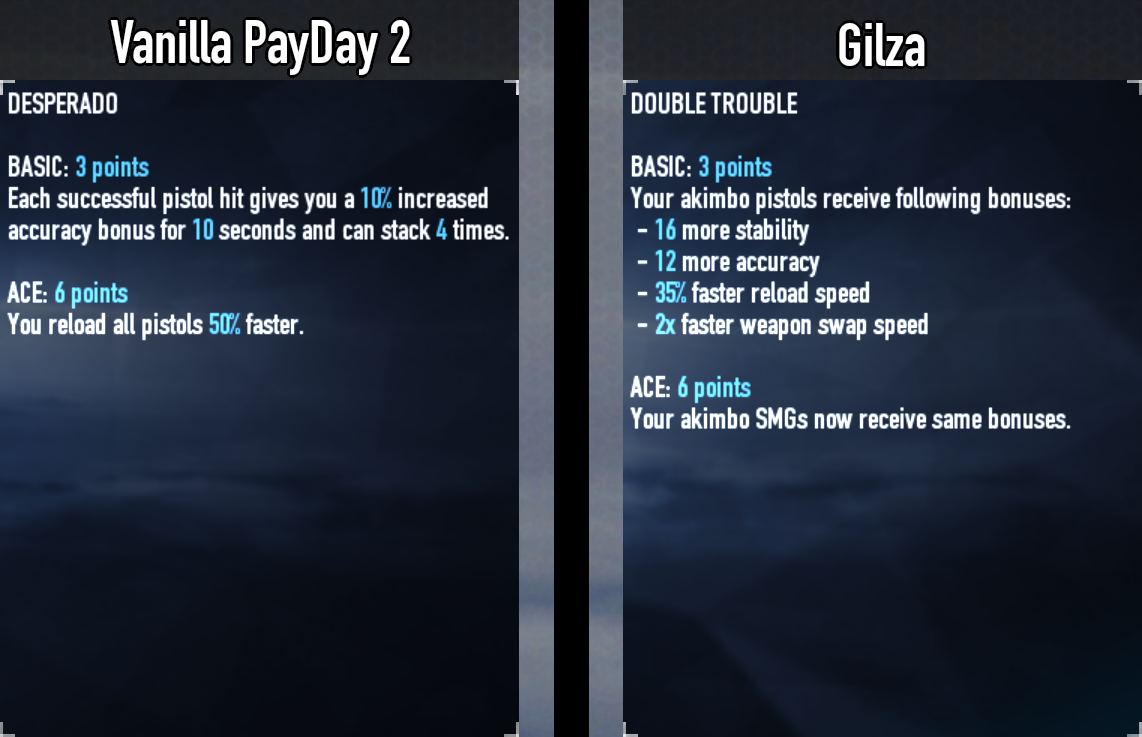 Vanilla PayDay 2
DESPERADO
BASIC: 3 points
Each successful pistol hit gives you a 10% increased
accuracy bonus for 10 seconds and can stack 4 times.
ACE: 6 points
You reload all pistols 50% faster.
Gilza
DOUBLE TROUBLE
BASIC: 3 points
Your akimbo pistols receive following bonuses:
- 16 more stability
- 12 more accuracy
- 35% faster reload speed
- 2x faster weapon swap speed
ACE: 6 points
Your akimbo SMGs now receive same bonuses.